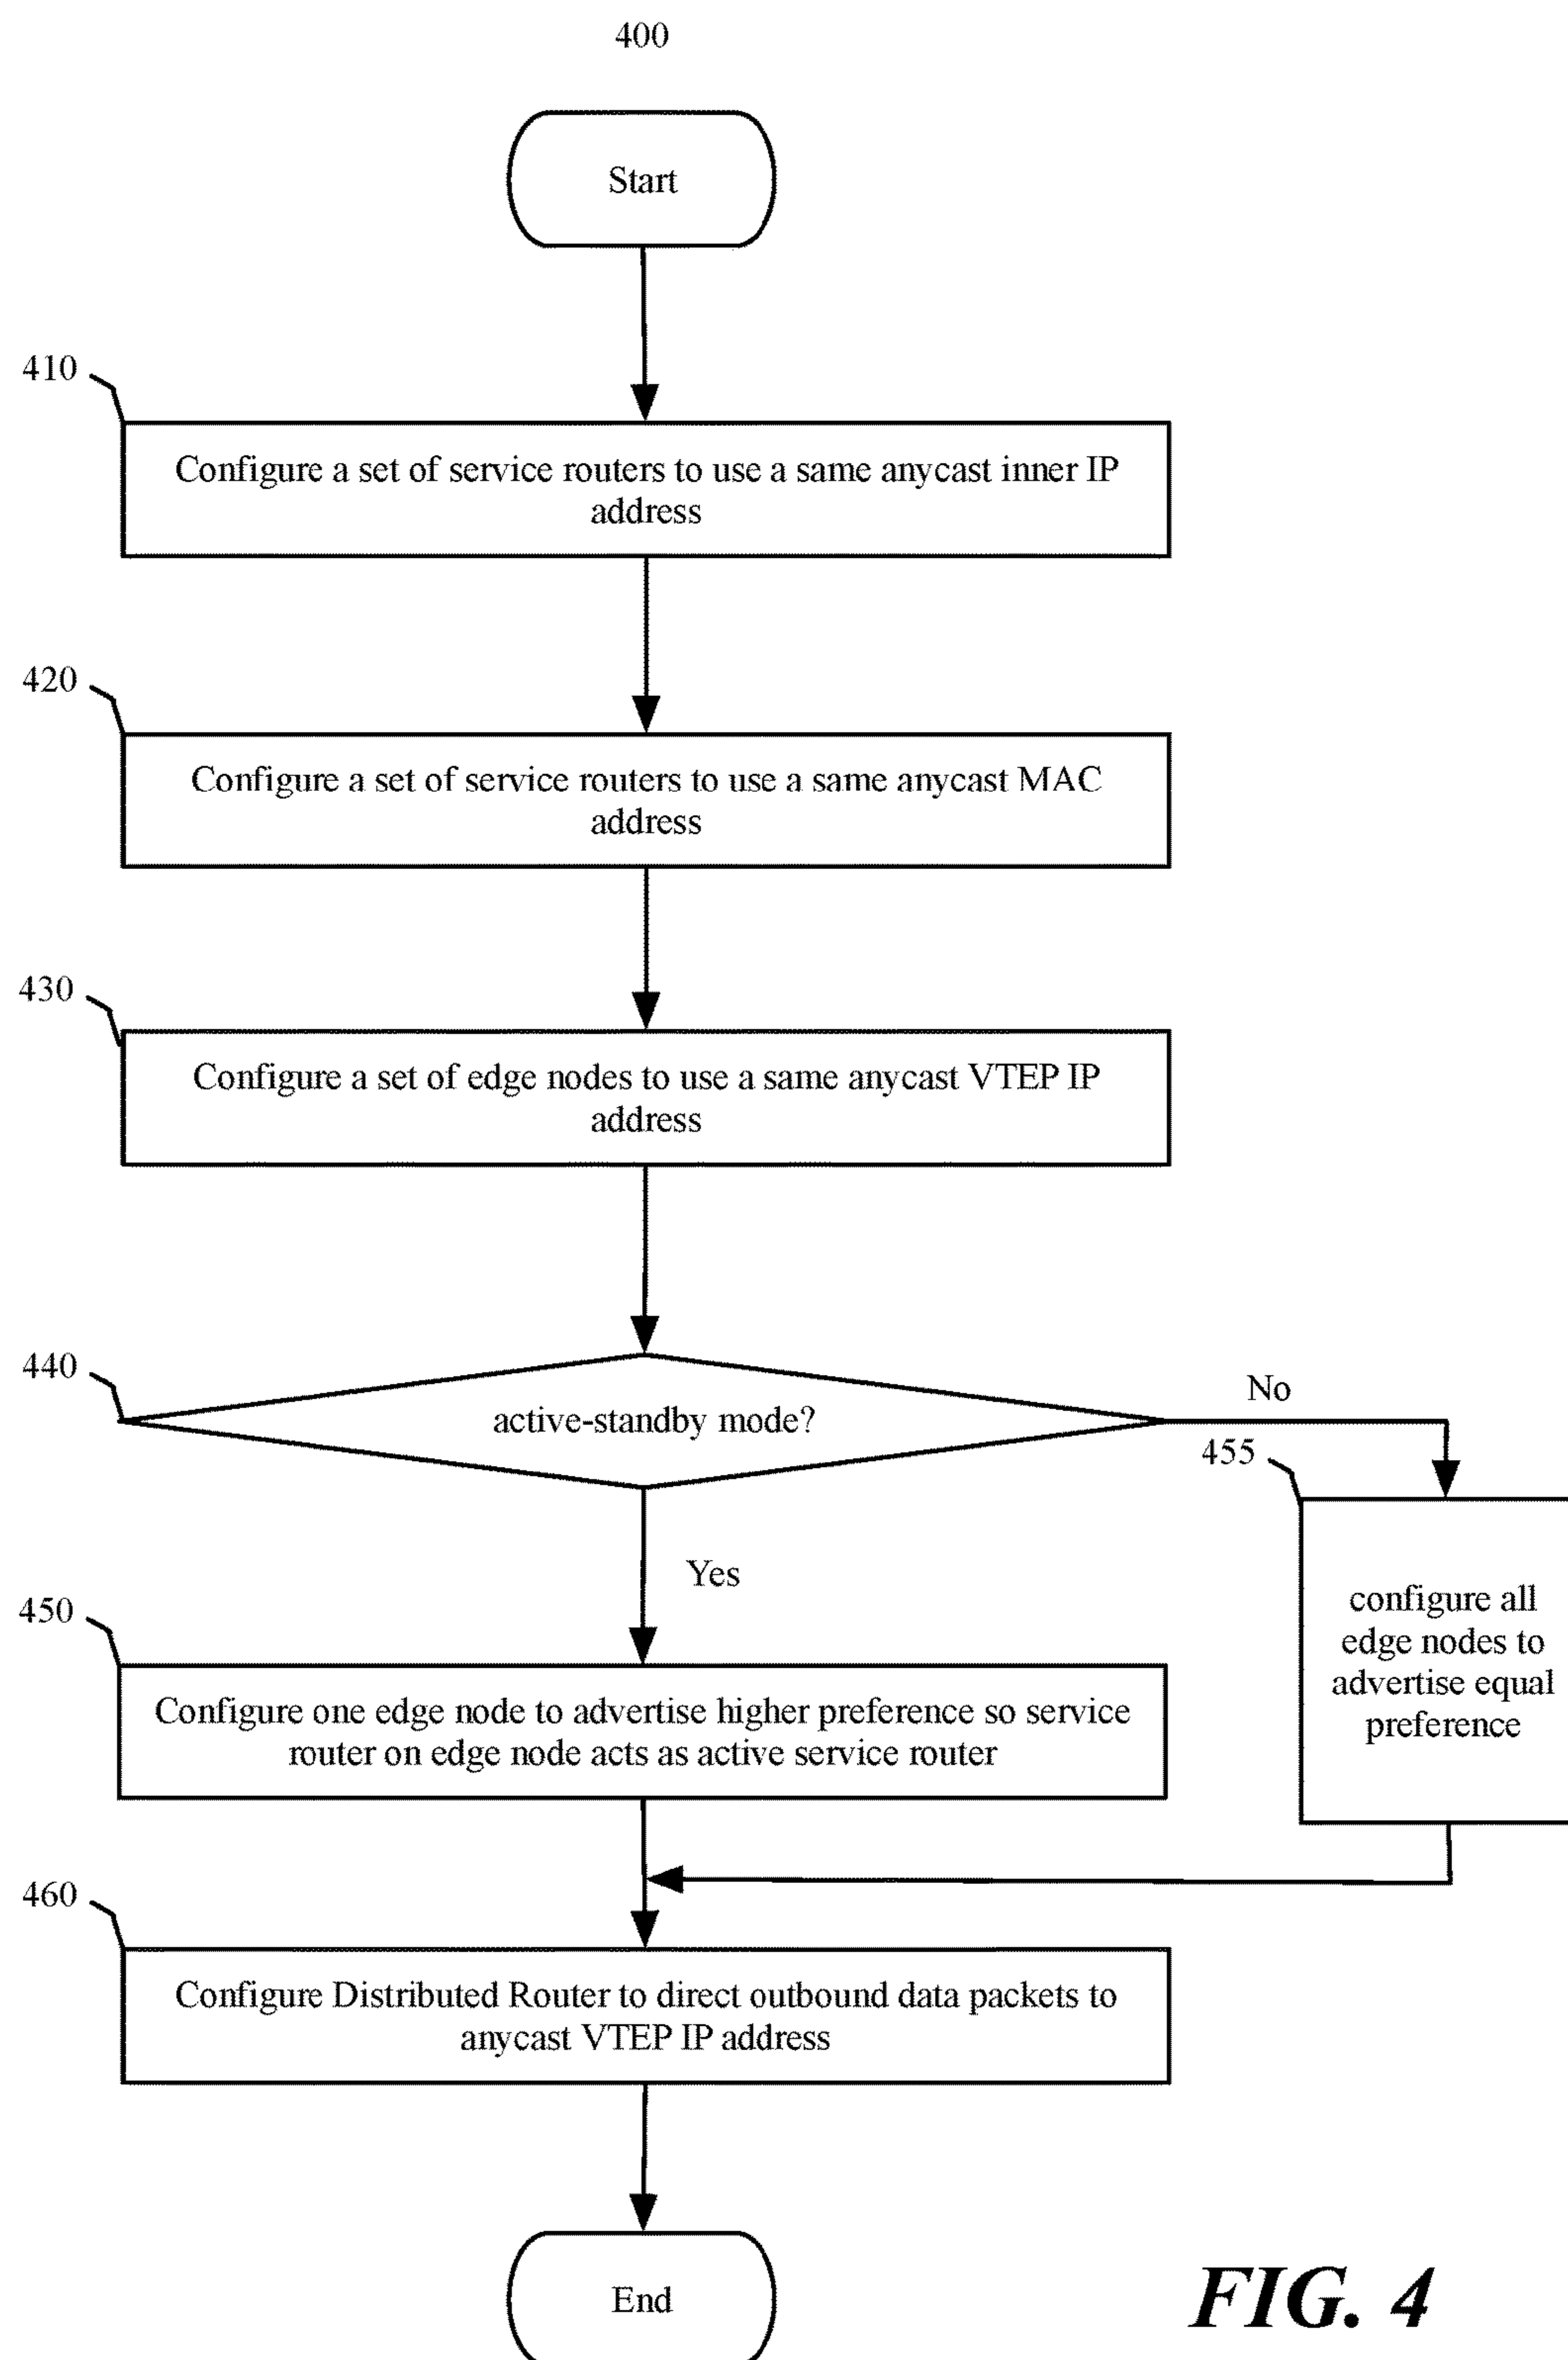 400
Start
410
Configure a set of service routers to use a same anycast inner IP
address
420
Configure a set of service routers to use a same anycast MAC
address
430
Configure a set of edge nodes to use a same anycast VTEP IP
address
440
active-standby mode?
No
455
configure all
edge nodes to
advertise equal
preference
Yes
450
Configure one edge node to advertise higher preference so service
router on edge node acts as active service router
460
Configure Distributed Router to direct outbound data packets to
anycast VTEP IP address
End
FIG. 4